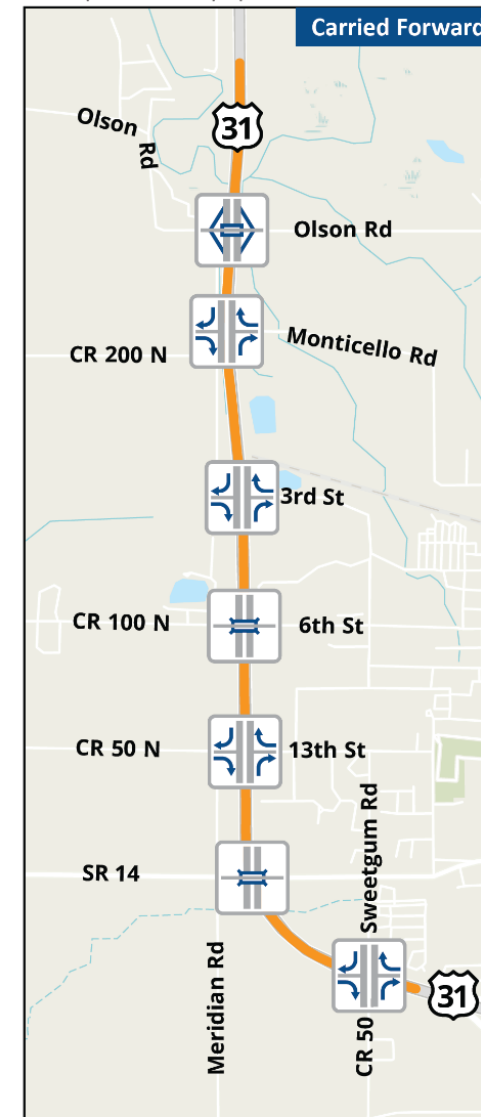 Carried Forward
Olson
Rd
31
Olson Rd
Monticello Rd
CR 200 N
3rd St
CR 100 N
6th St
CR 50 N
13th St
Sweetgum Rd
SR 14
Meridian Rd
31
CR 50